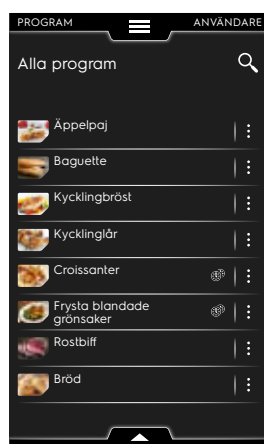 PROGRAM
ANVÄNDARE
Alla program
Äppelpaj
Baguette
Kycklingbröst
Kycklinglår
Croissanter
Frysta blandade
grönsaker
Rostbiff
Bröd